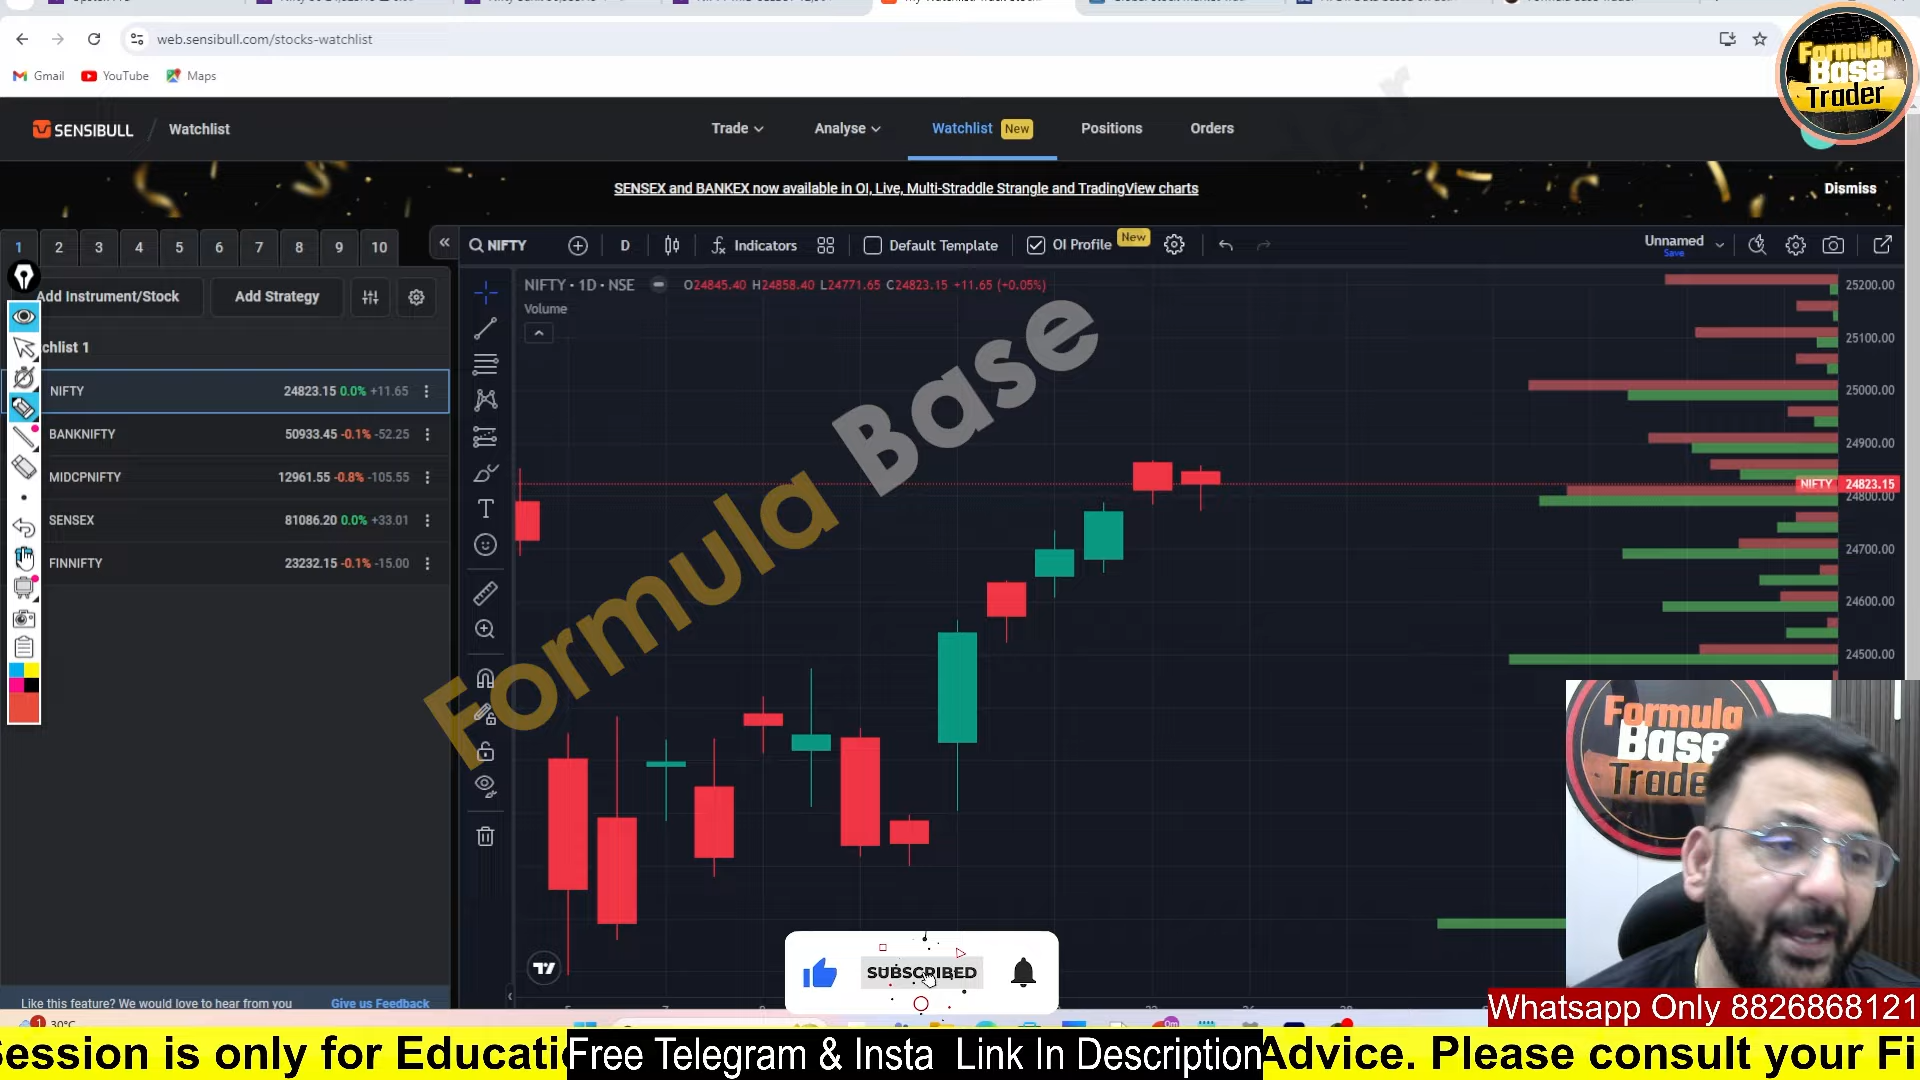 web.sensibull.com/stocks-watchlist
Gmail YouTube Maps
Formula
Base
Trader
SENSIBULL / Watchlist
Trade Analyse Watchlist New Positions Orders
SENSEX and BANKEX now available in OI, Live, Multi-Straddle Strangle and TradingView charts
Dismiss
1 2 3 4 5 6 7 8 9 10
NIFTY D Indicators Default Template OI Profile New
Unnamed
Save
Add Instrument/Stock Add Strategy
NIFTY • 1D • NSE O24845.40 H24858.40 L24771.65 C24823.15 +11.65 (+0.05%)
Volume
chlist 1
NIFTY 24823.15 0.0% +11.65
BANKNIFTY 50933.45 -0.1% -52.25
MIDCPNIFTY 12961.55 -0.8% -105.55
SENSEX 81086.20 0.0% +33.01
FINNIFTY 23232.15 -0.1% -15.00
25200.00
25100.00
25000.00
24900.00
NIFTY 24823.15
24800.00
24700.00
24600.00
24500.00
Formula Base
Formula
Base
Trade
SUBSCRIBED
Like this feature? We would love to hear from you Give us Feedback
30°C
Whatsapp Only 8826868121
Session is only for Educati
Free Telegram & Insta Link In Description
Advice. Please consult your Fi